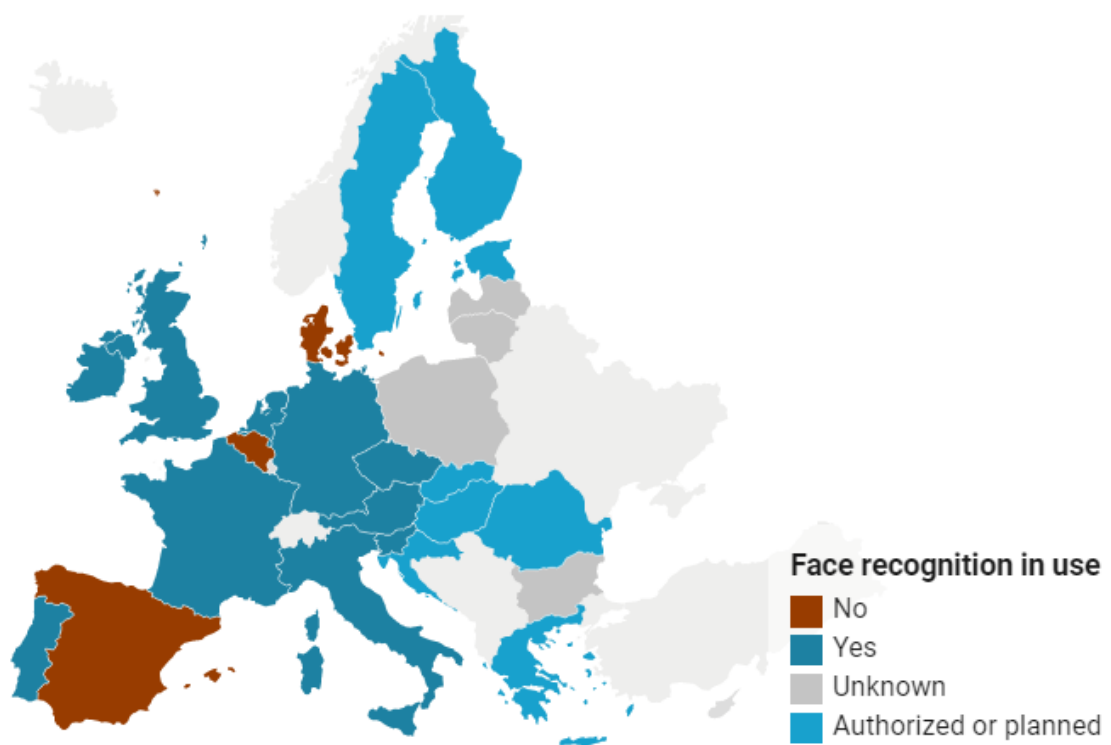 Face recognition in use
No
Yes
Unknown
Authorized or planned